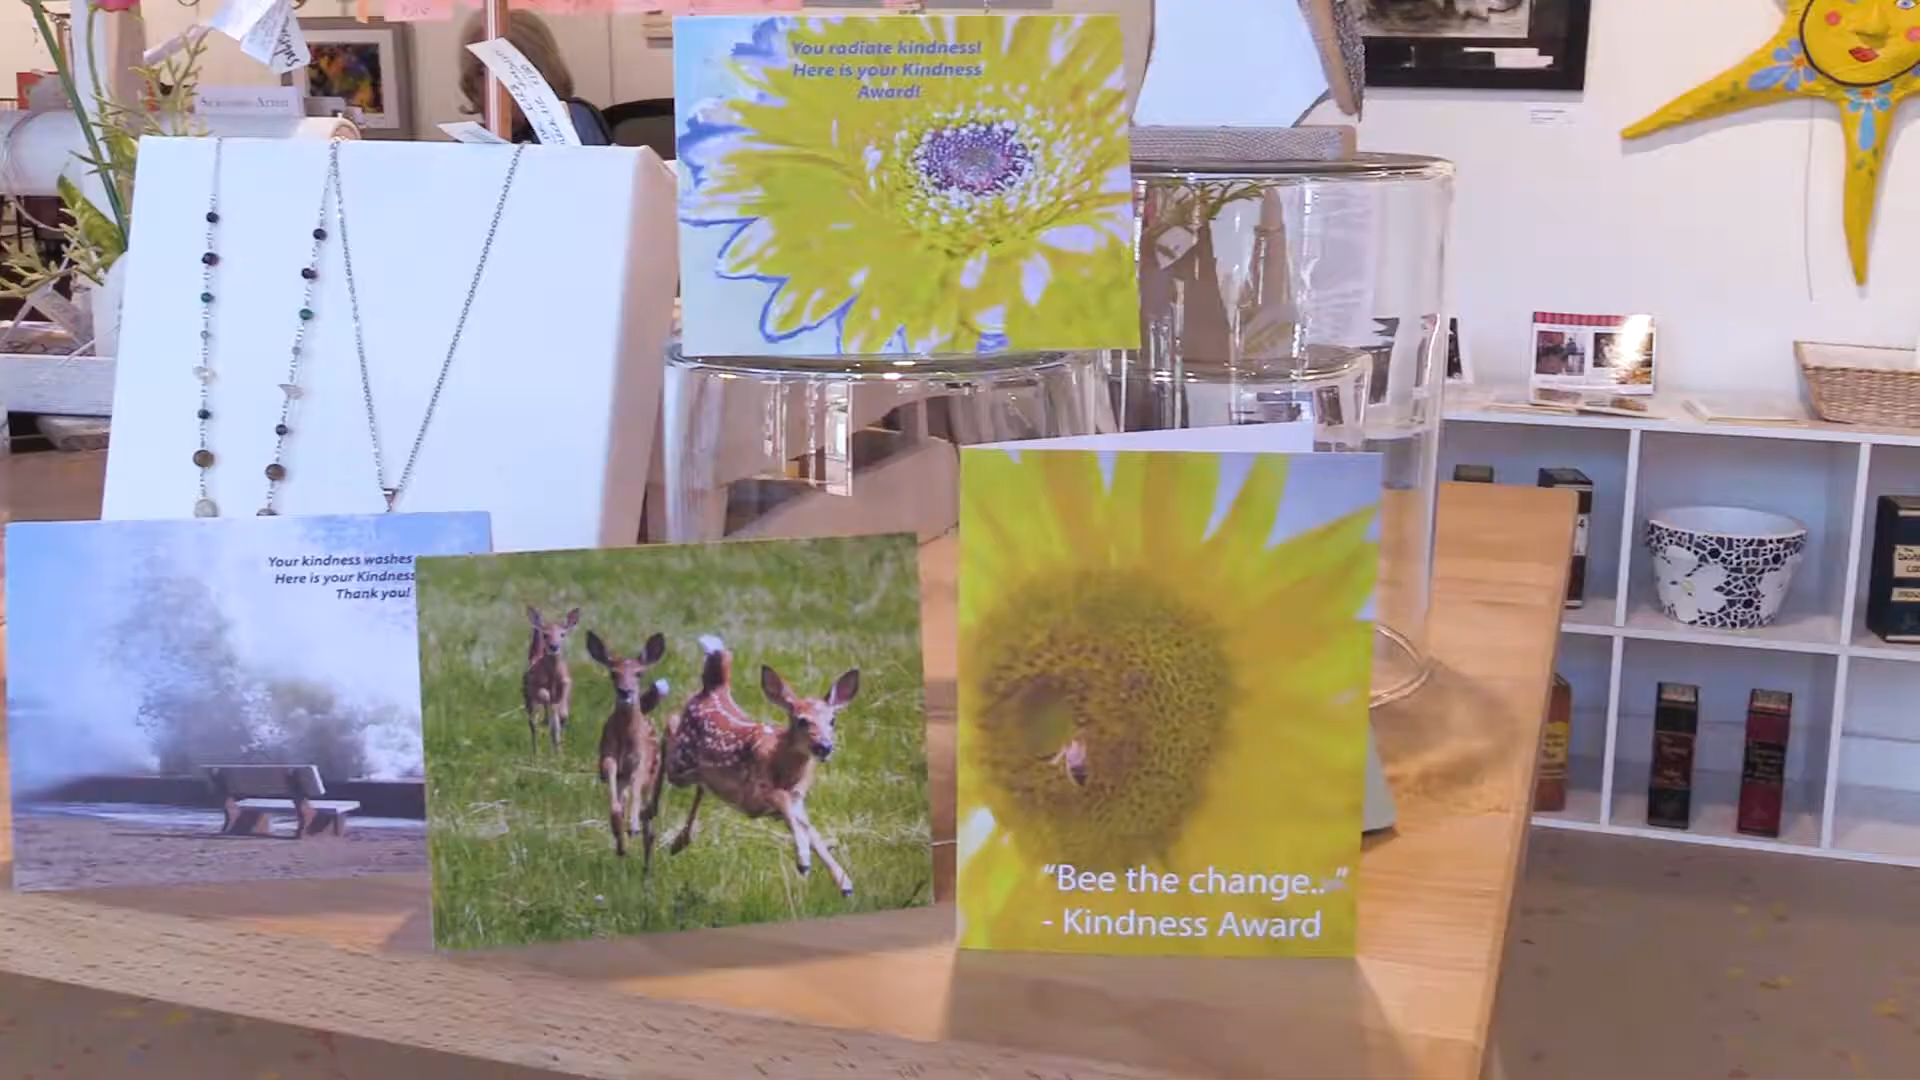 You radiate kindness!
Here is your Kindness
Award!
Your kindness washes
Here is your Kindness
Thank you!
"Bee the change..."
- Kindness Award